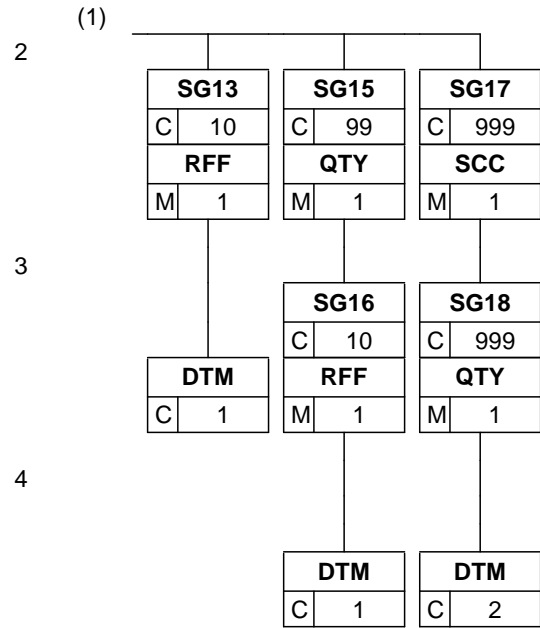 (1)
2
SG13 SG15 SG17
C 10 C 99 C 999
RFF QTY SCC
M 1 M 1 M 1
3
SG16 SG18
C 10 C 999
DTM RFF QTY
C 1 M 1 M 1
4
DTM DTM
C 1 C 2